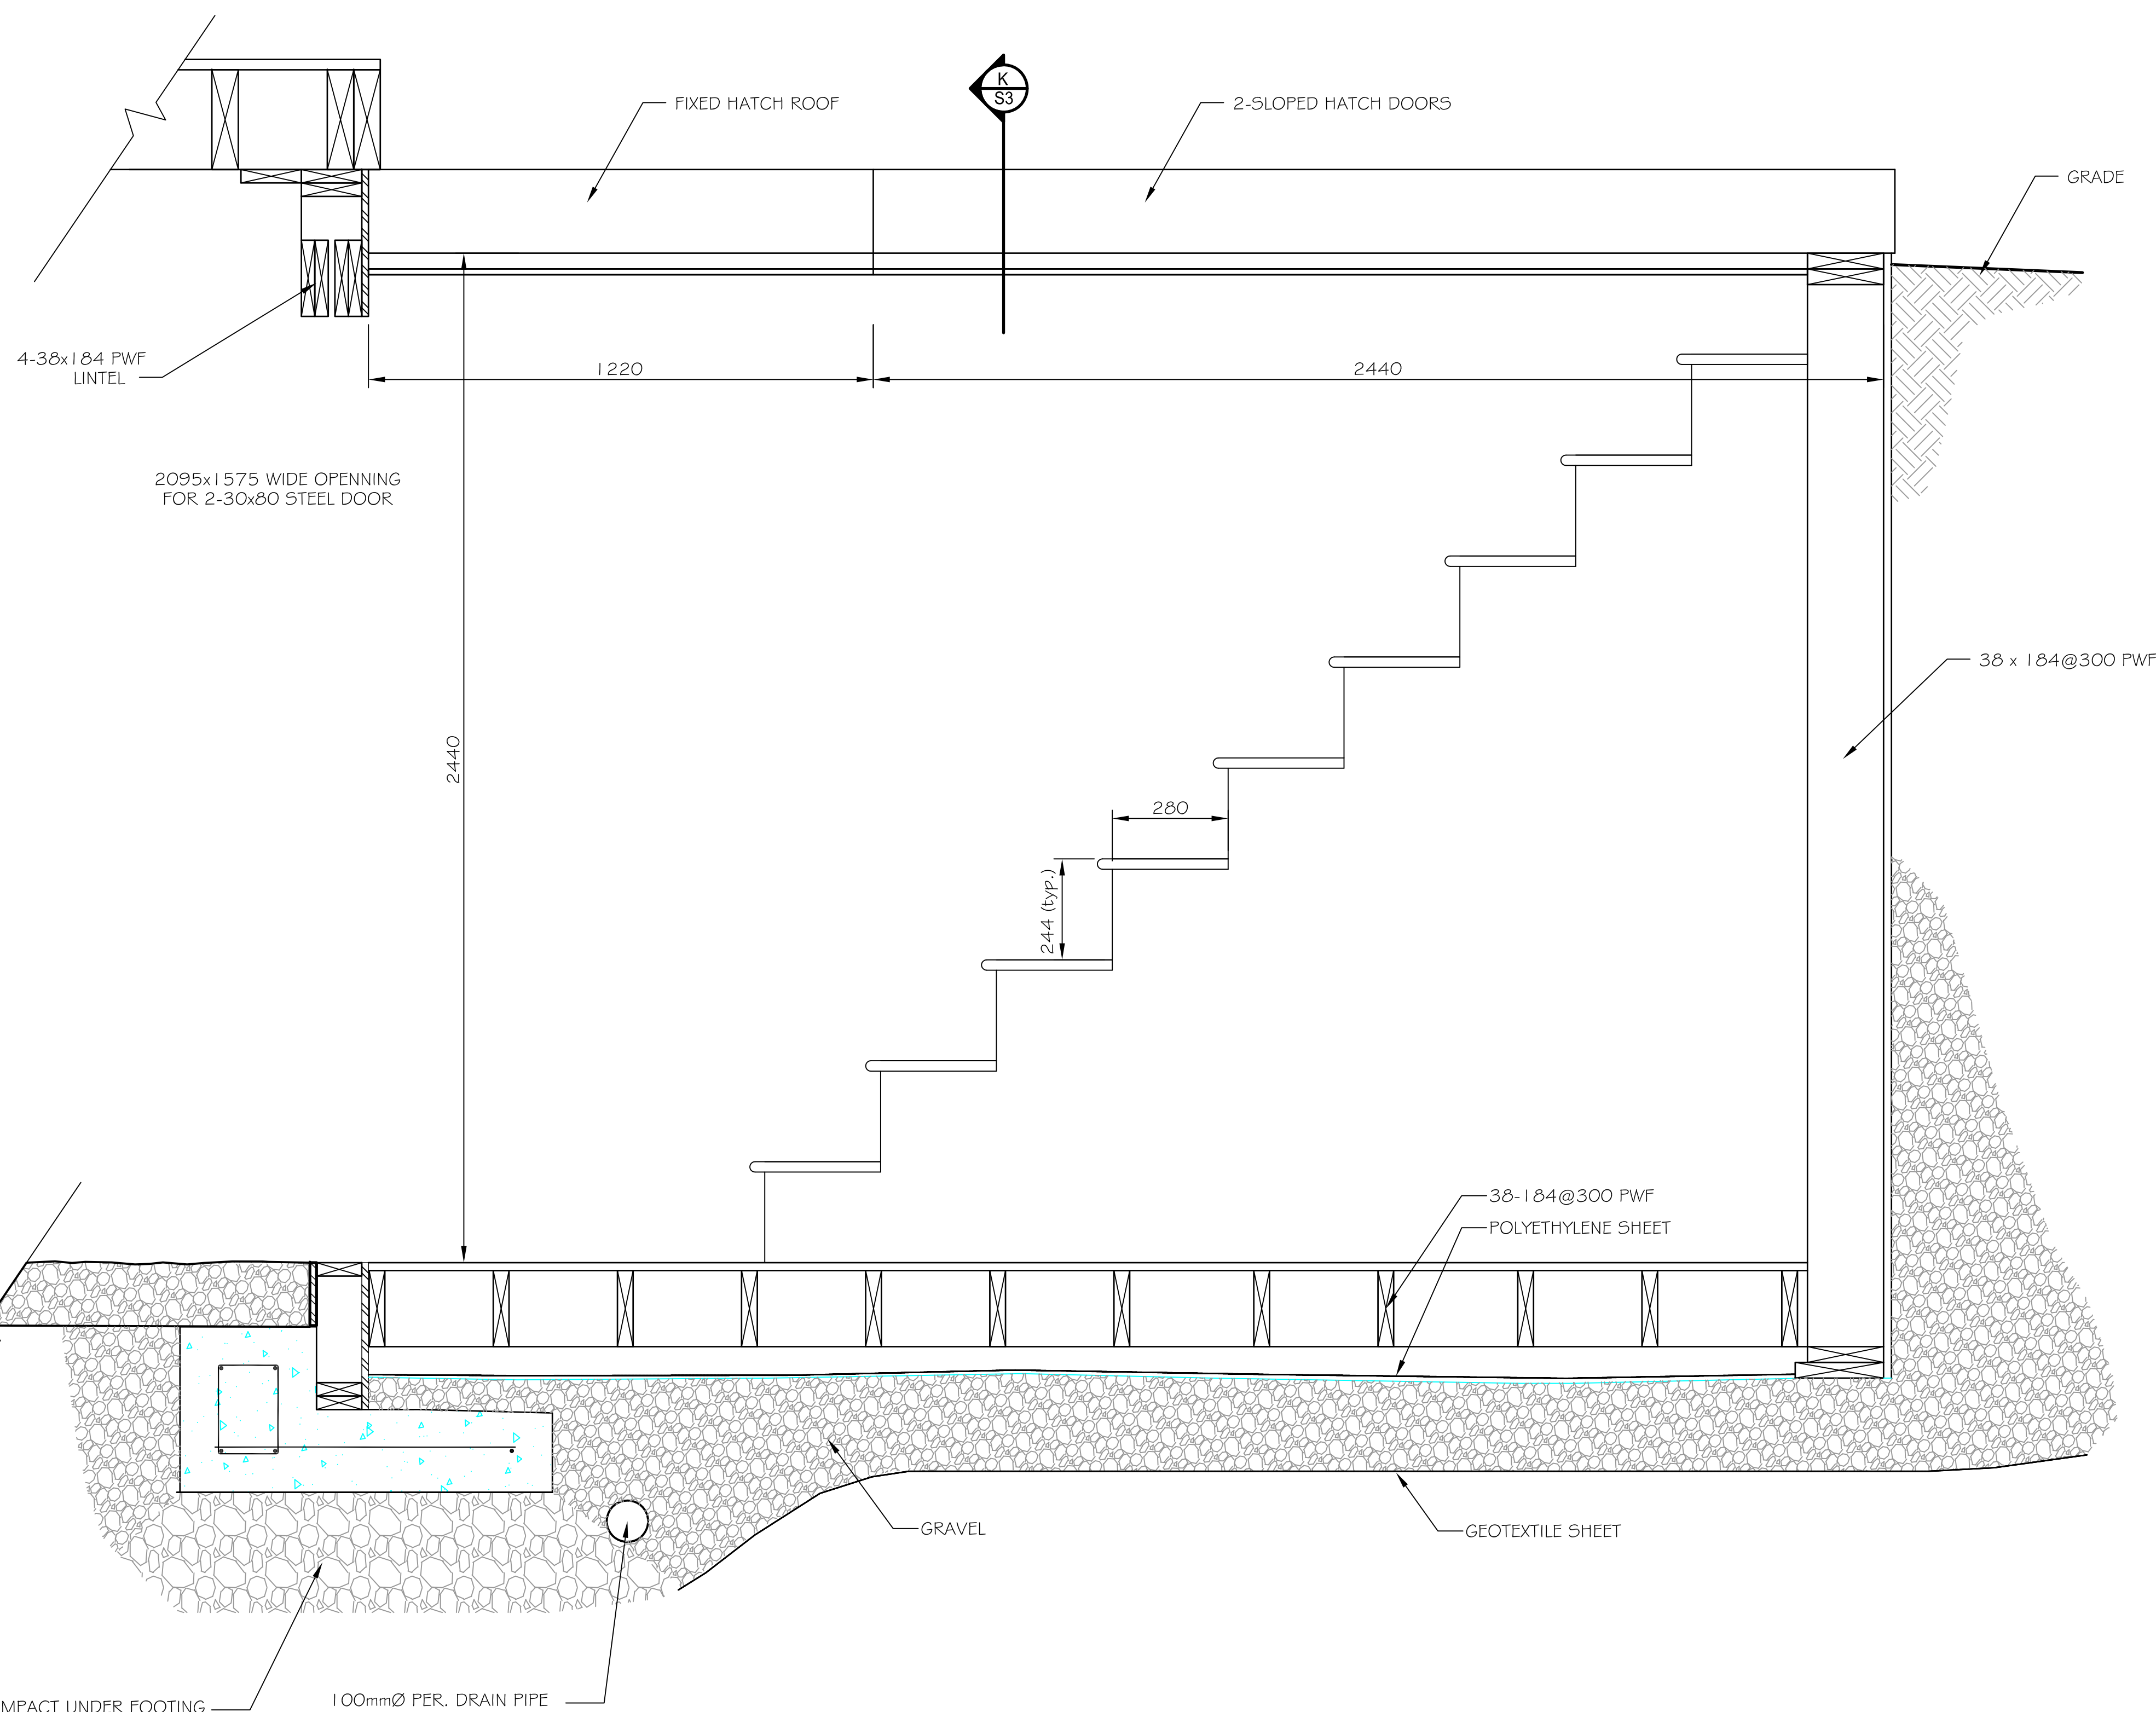 K
S3
FIXED HATCH ROOF
2-SLOPED HATCH DOORS
GRADE
4-38x184 PWF
LINTEL
1220
2440
2095x1575 WIDE OPENNING
FOR 2-30x80 STEEL DOOR
38 x 184@300 PWF
2440
280
244 (typ.)
38-184@300 PWF
POLYETHYLENE SHEET
GRAVEL
GEOTEXTILE SHEET
UNDER FOOTING
100mmØ PER. DRAIN PIPE